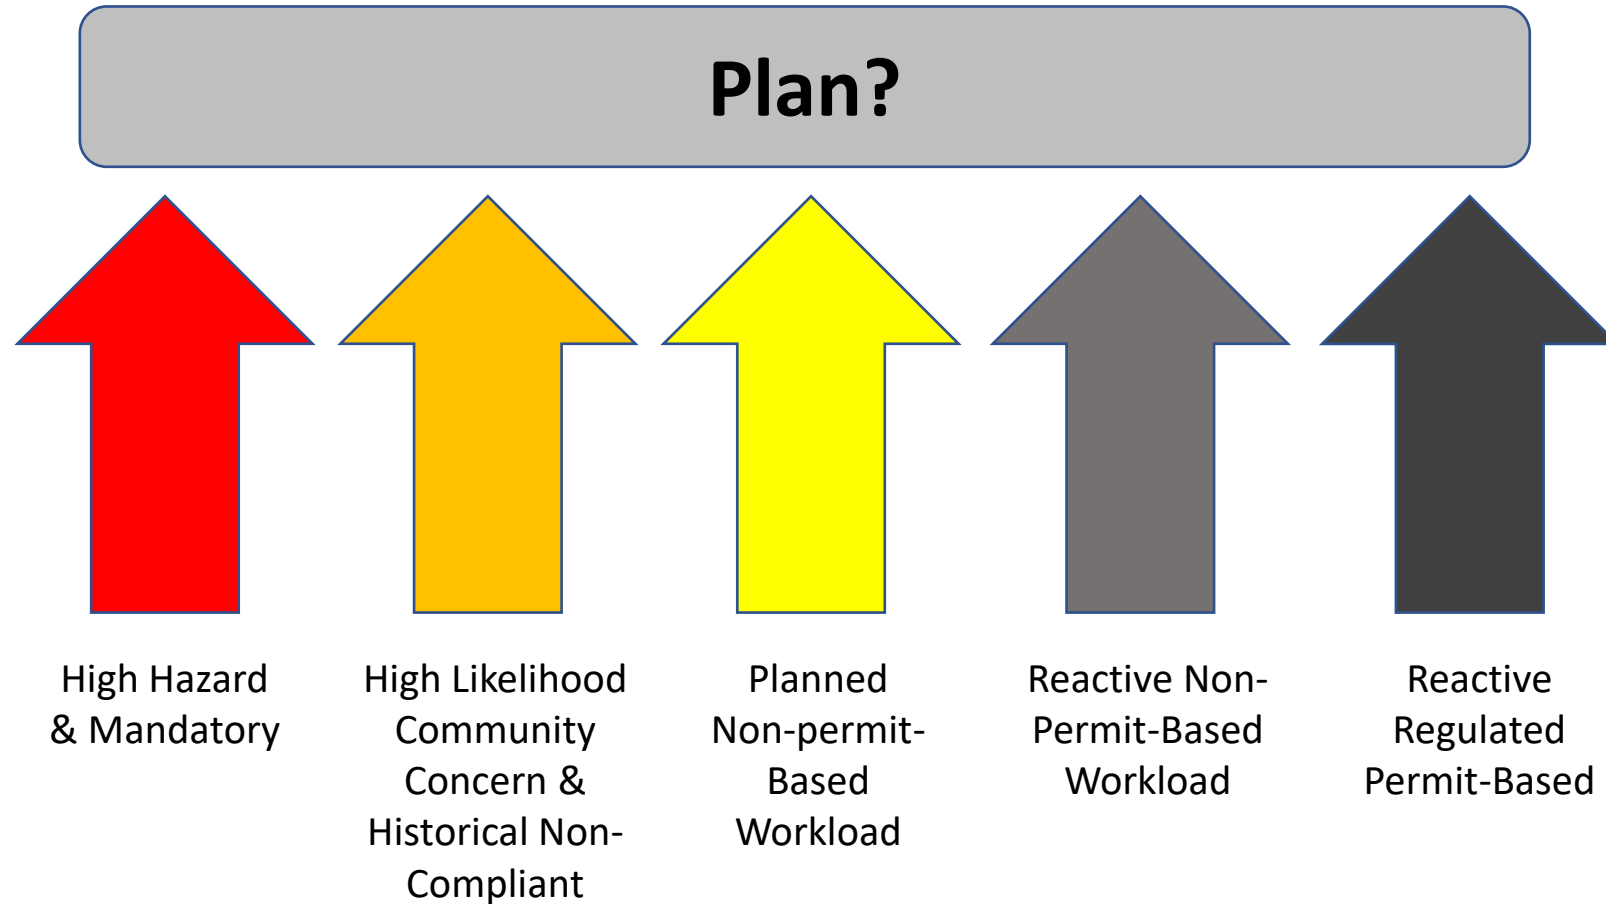 Plan?
High Hazard
& Mandatory
High Likelihood
Community
Concern &
Historical Non-
Compliant
Planned
Non-permit-
Based
Workload
Reactive Non-
Permit-Based
Workload
Reactive
Regulated
Permit-Based